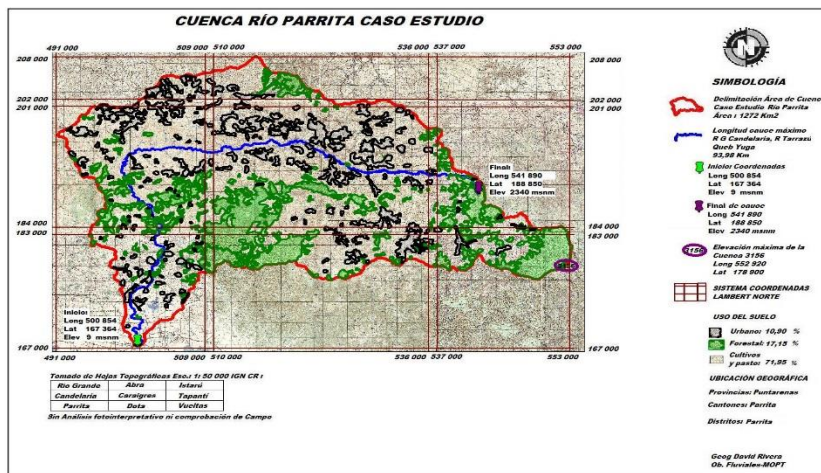 CUENCA RÍO PARRITA CASO ESTUDIO
491 000
509 000
510 000
536 000
537 000
553 000
208 000
208 000
202 000
201 000
202 000
201 000
Final:
Long 541 890
Lat 188 850
Elev 2340 msnm
184 000
183 000
184 000
183 000
3156
Inicio:
Long 500 854
Lat 167 364
Elev 9 msnm
167 000
167 000
491 000
509 000
510 000
536 000
537 000
553 000
Tomado de Hojas Topográficas Esc.: 1: 50 000 IGN CR:
Rio Grande Abra Istarú
Candelaria Caraigres Tapantí
Parrita Dota Vueltas
Sin Análisis fotointerpretativo ni comprobación de Campo
N
SIMBOLOGÍA
Delimitación Área de Cuenca
Caso Estudio Río Parrita
Área: 1272 Km2
Longitud cauce máximo
R G Candelaria, R Tarrazú
Queb Yugo
93,98 Km
Inicio: Coordenadas
Long 500 854
Lat 167 364
Elev 9 msnm
Final de cauce
Long 541 890
Lat 188 850
Elev 2340 msnm
3156
Elevación máxima de la
Cuenca 3156
Long 552 920
Lat 178 800
SISTEMA COORDENADAS
LAMBERT NORTE
USO DEL SUELO
Urbano: 10,90 %
Forestal: 17,15 %
Cultivos
y pasto: 71,95 %
UBICACIÓN GEOGRÁFICA
Provincias: Puntarenas
Cantones: Parrita
Distritos: Parrita
Geog David Rivera
Ob. Fluviales-MOPT